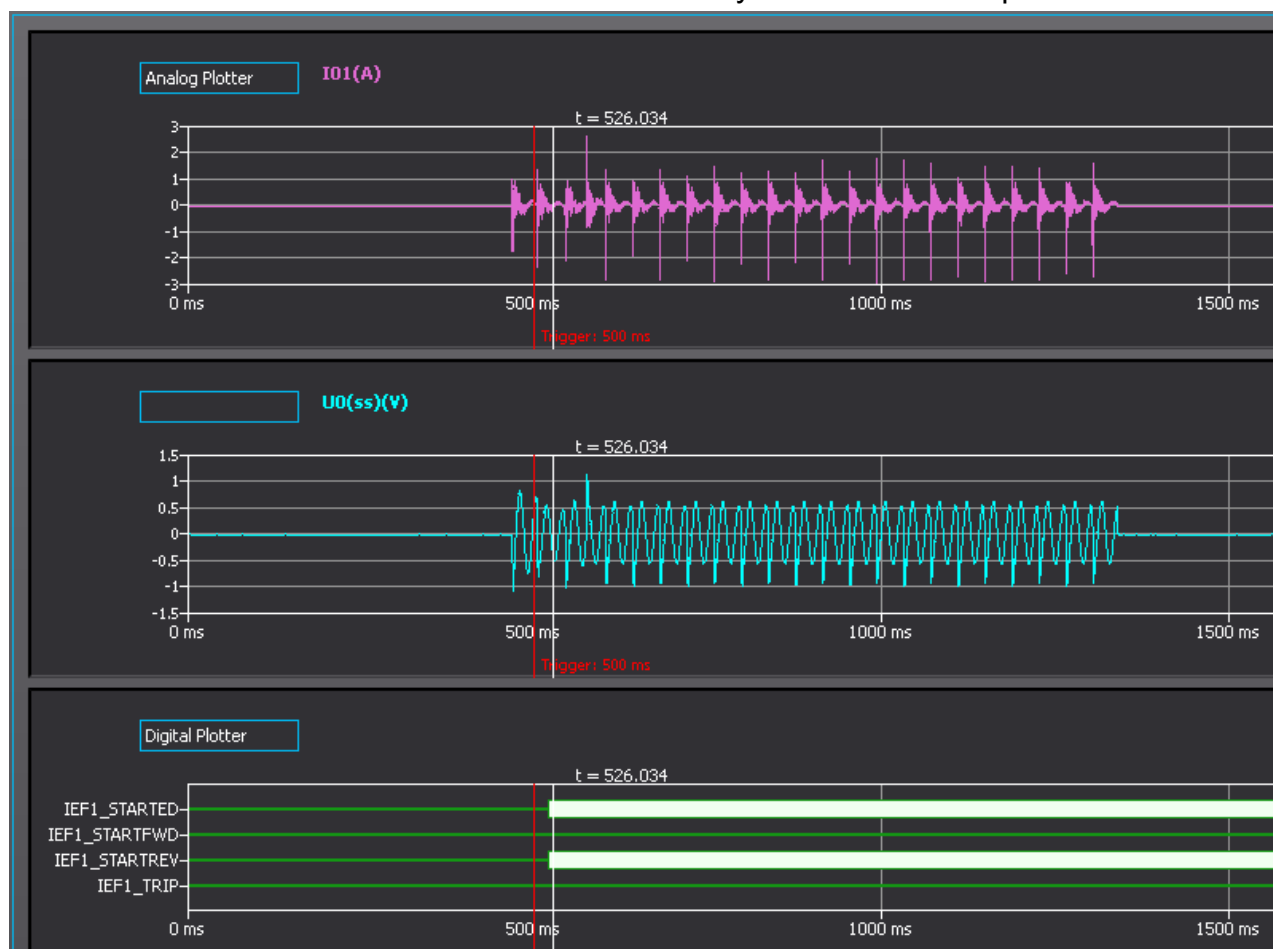 Analog Plotter I01(A)
t = 526.034
3
2
1
0
-1
-2
-3
0 ms 500 ms 1000 ms 1500 ms
Trigger: 500 ms
U0(ss)(V)
t = 526.034
1.5
1
0.5
0
-0.5
-1
-1.5
0 ms 500 ms 1000 ms 1500 ms
Trigger: 500 ms
Digital Plotter
t = 526.034
IEF1_STARTED
IEF1_STARTFWD
IEF1_STARTREV
IEF1_TRIP
0 ms 500 ms 1000 ms 1500 ms